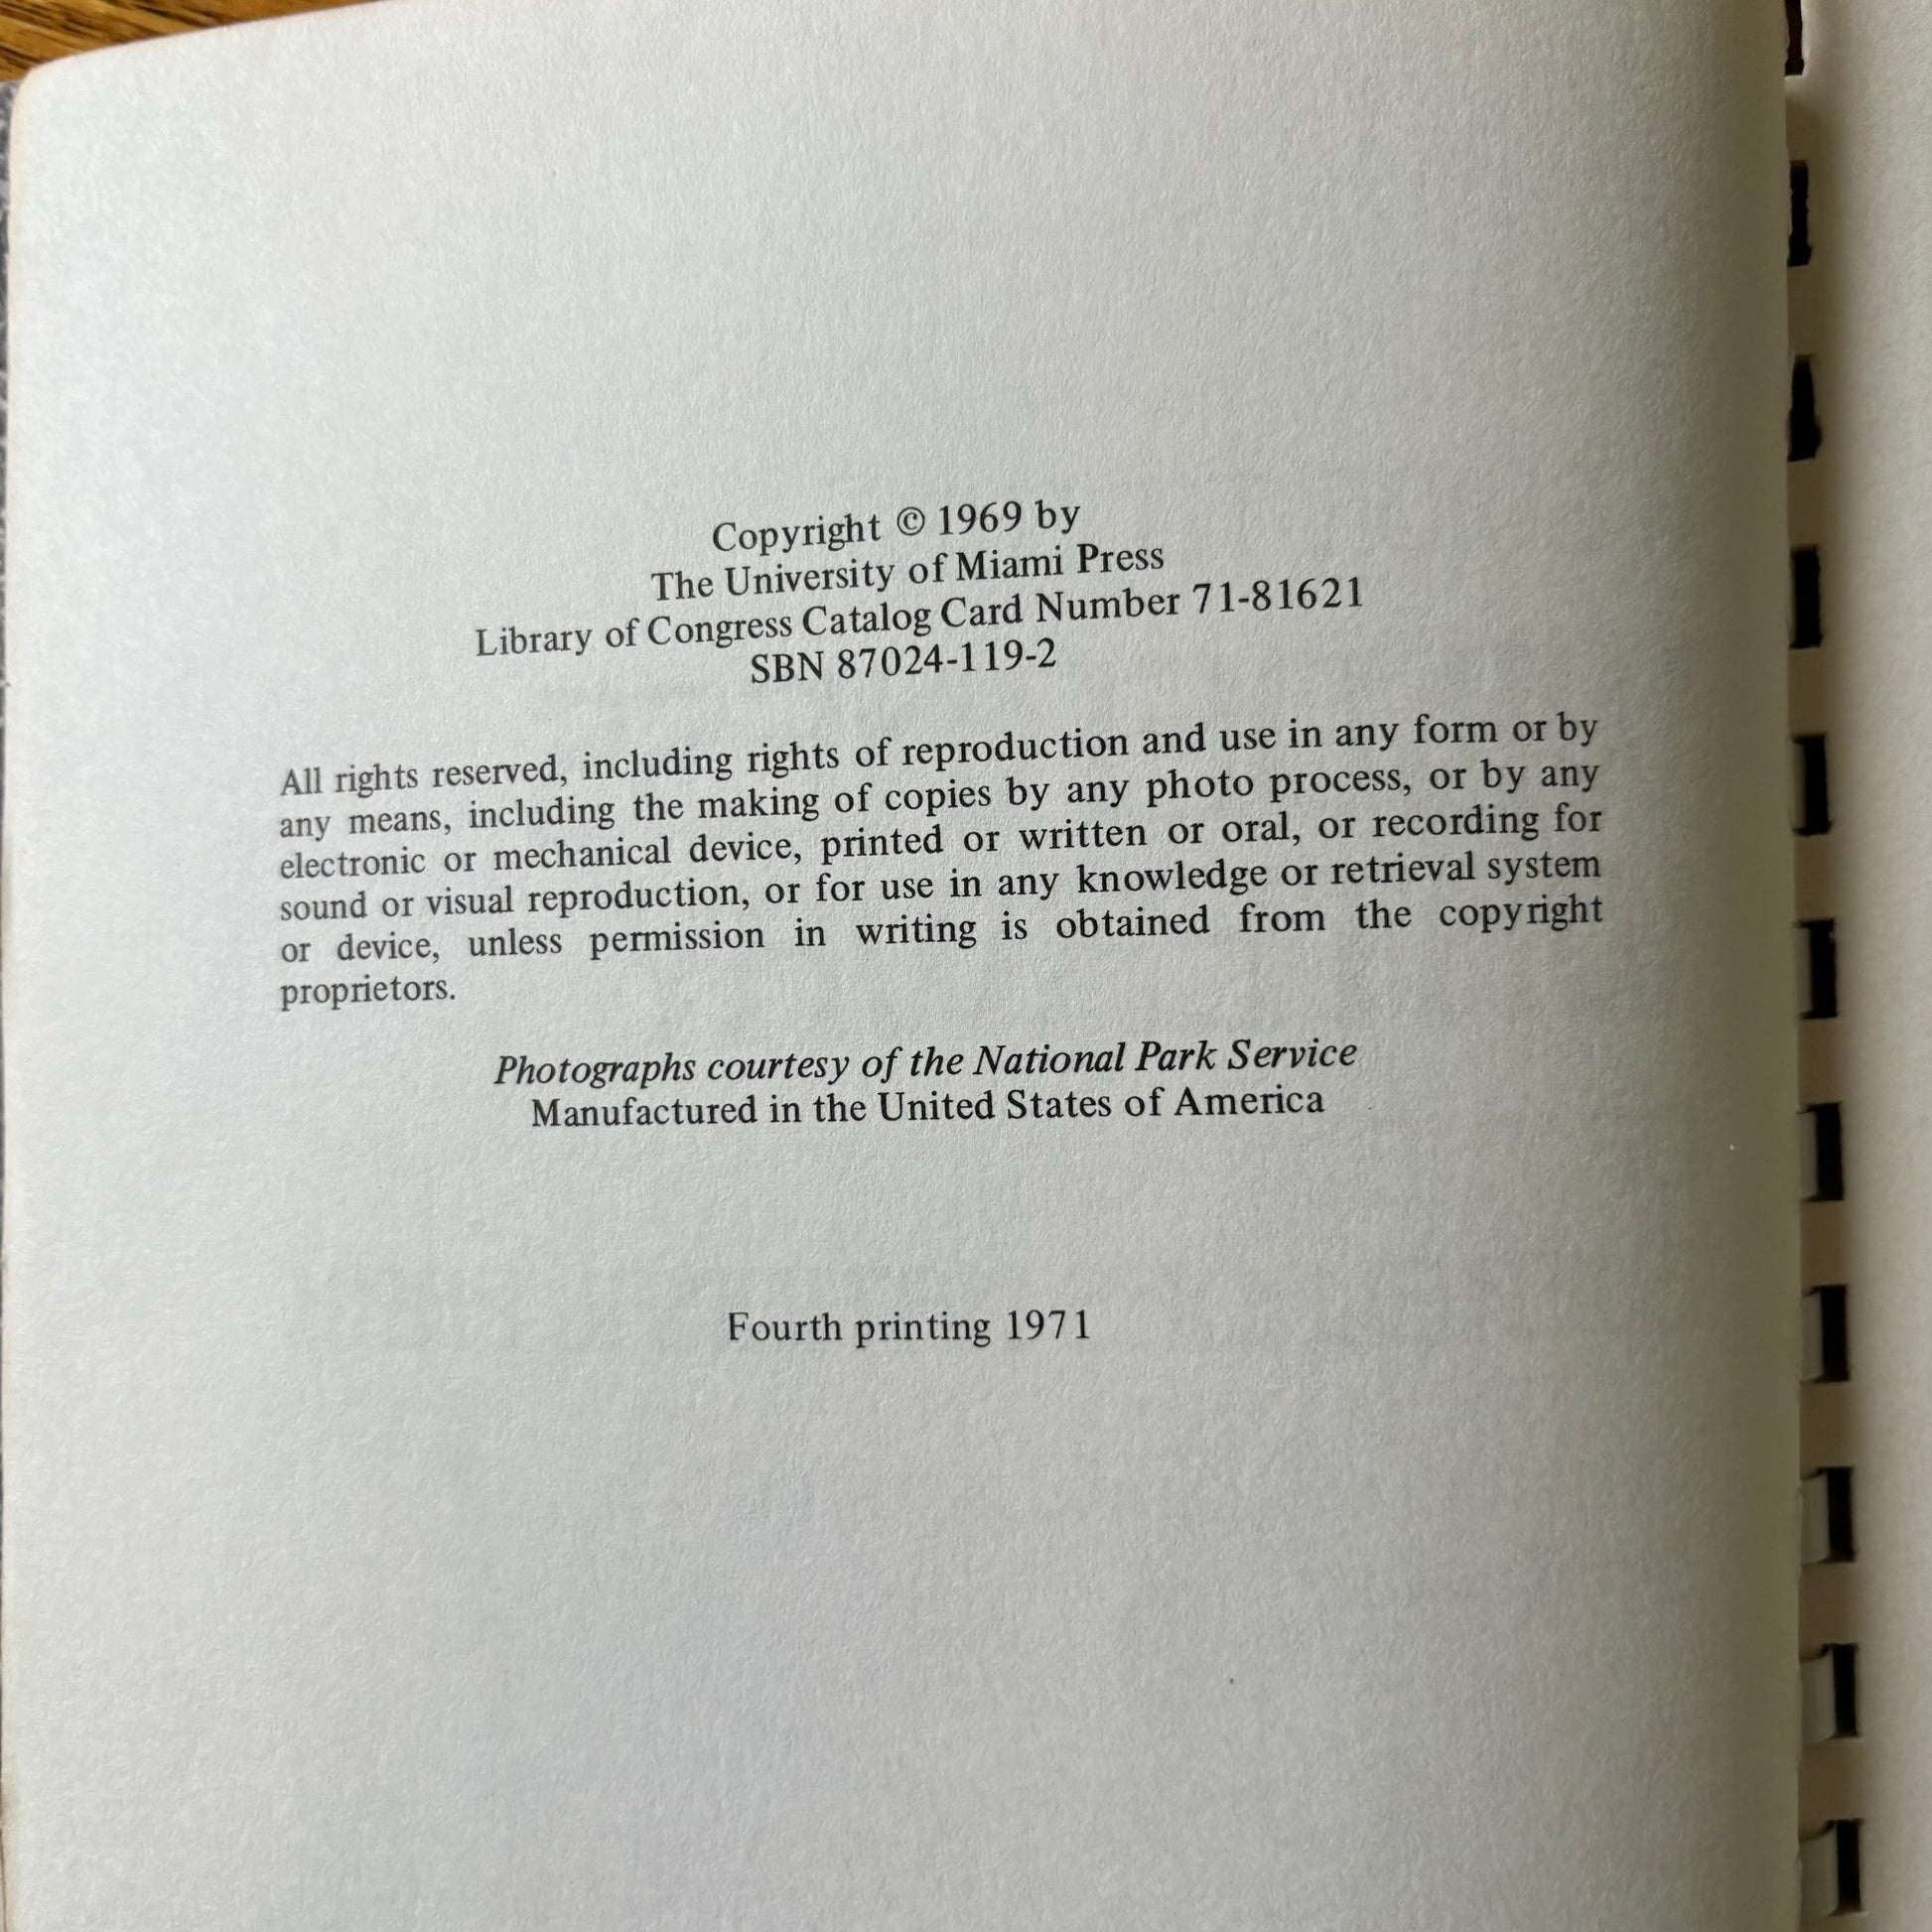 Copyright © 1969 by
The University of Miami Press
Library of Congress Catalog Card Number 71-81621
SBN 87024-119-2
All rights reserved, including rights of reproduction and use in any form or by
any means, including the making of copies by any photo process, or by any
electronic or mechanical device, printed or written or oral, or recording for
sound or visual reproduction, or for use in any knowledge or retrieval system
or device, unless permission in writing is obtained from the copyright
proprietors.
Photographs courtesy of the National Park Service
Manufactured in the United States of America
Fourth printing 1971